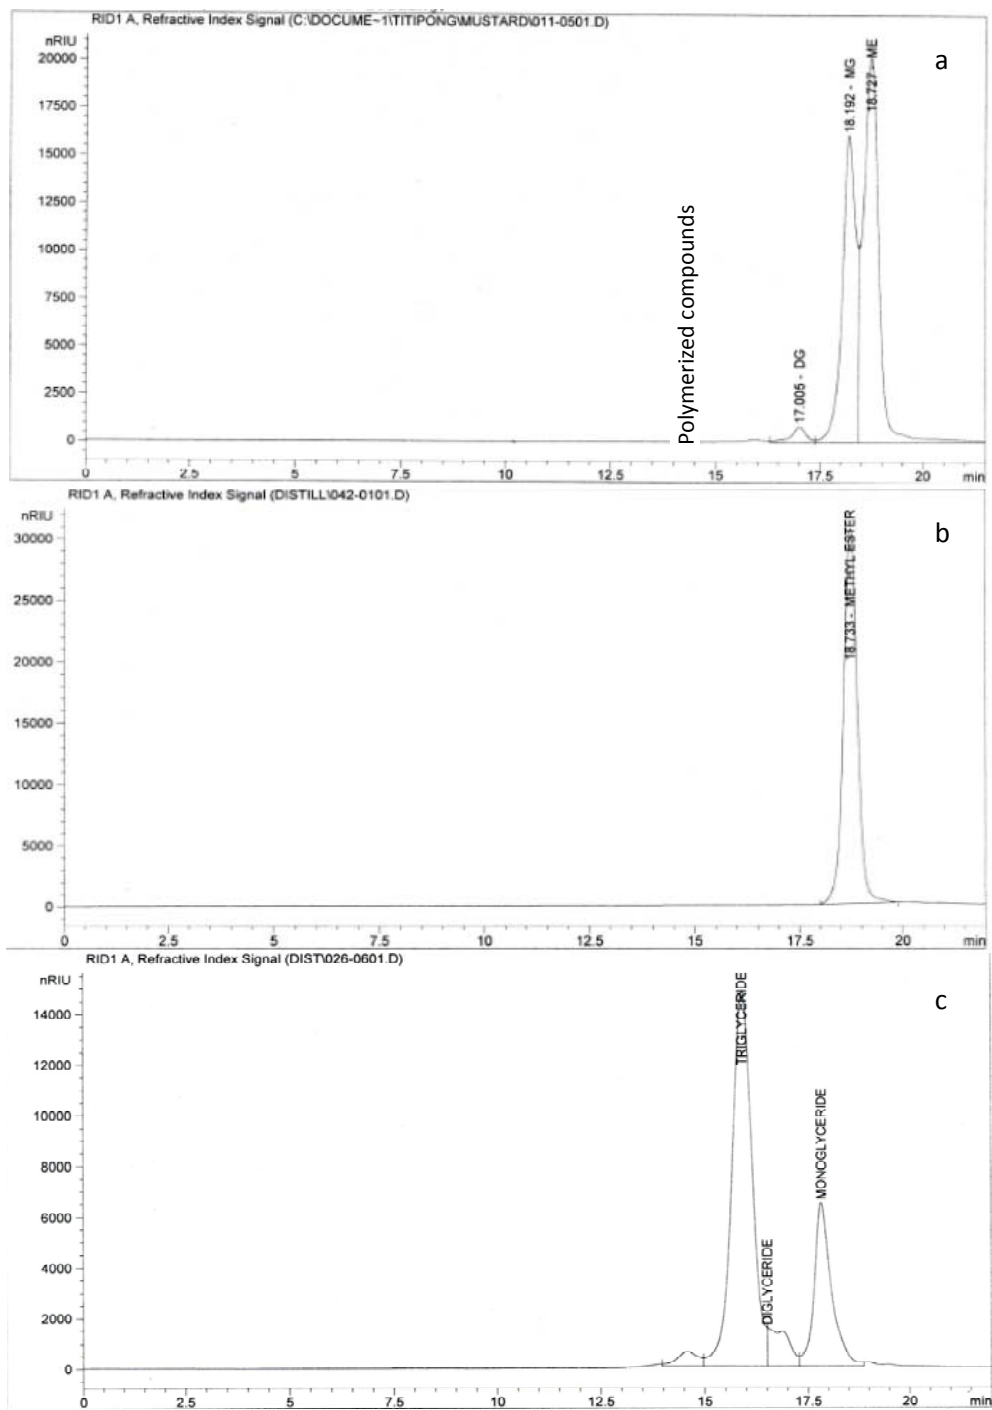 RID1 A, Refractive Index Signal (C:\DOCUME~1\TITIPONG\MUSTARD\011-0501.D)
nRIU
a
20000
17500
15000
12500
10000
7500
5000
2500
0
Polymerized compounds
17.005 - DG
18.192 - MG
18.727 - ME
0 2.5 5 7.5 10 12.5 15 17.5 20 min
RID1 A, Refractive Index Signal (DISTILL\042-0101.D)
nRIU
b
30000
25000
20000
15000
10000
5000
0
18.733 - METHYL ESTER
0 2.5 5 7.5 10 12.5 15 17.5 20 min
RID1 A, Refractive Index Signal (DIST\026-0601.D)
nRIU
c
14000
12000
10000
8000
6000
4000
2000
0
TRIGLYCERIDE
DIGLYCERIDE
MONOGLYCERIDE
0 2.5 5 7.5 10 12.5 15 17.5 20 min